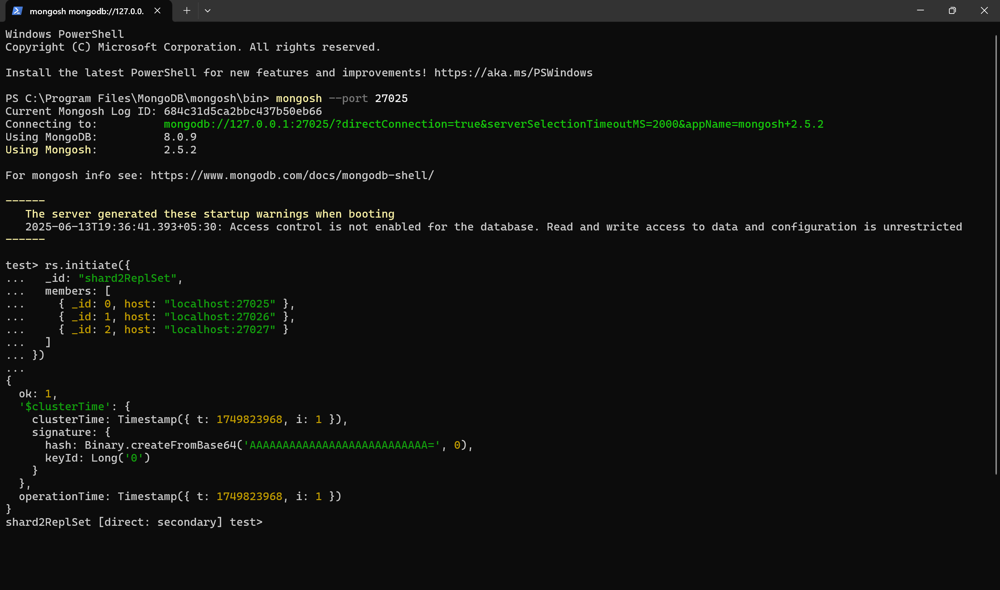 mongosh mongodb://127.0.0.
Windows PowerShell
Copyright (C) Microsoft Corporation. All rights reserved.
Install the latest PowerShell for new features and improvements! https://aka.ms/PSWindows
PS C:\Program Files\MongoDB\mongosh\bin> mongosh --port 27025
Current Mongosh Log ID: 684c31d5ca2bbc437b50eb66
Connecting to:          mongodb://127.0.0.1:27025/?directConnection=true&serverSelectionTimeoutMS=2000&appName=mongosh+2.5.2
Using MongoDB:          8.0.9
Using Mongosh:          2.5.2
For mongosh info see: https://www.mongodb.com/docs/mongodb-shell/
------
   The server generated these startup warnings when booting
   2025-06-13T19:36:41.393+05:30: Access control is not enabled for the database. Read and write access to data and configuration is unrestricted
------
test> rs.initiate({
...   _id: "shard2ReplSet",
...   members: [
...     { _id: 0, host: "localhost:27025" },
...     { _id: 1, host: "localhost:27026" },
...     { _id: 2, host: "localhost:27027" }
...   ]
... })
...
{
  ok: 1,
  '$clusterTime': {
    clusterTime: Timestamp({ t: 1749823968, i: 1 }),
    signature: {
      hash: Binary.createFromBase64('AAAAAAAAAAAAAAAAAAAAAAAAAAA=', 0),
      keyId: Long('0')
    }
  },
  operationTime: Timestamp({ t: 1749823968, i: 1 })
}
shard2ReplSet [direct: secondary] test>